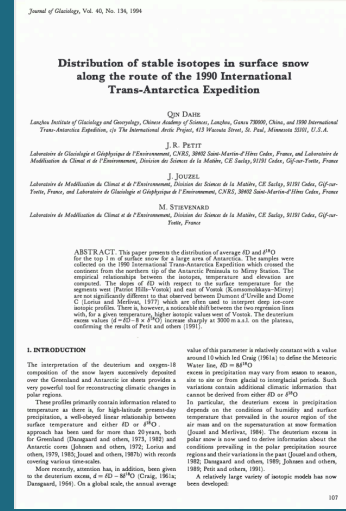 Journal of Glaciology, Vol. 40, No. 134, 1994
Distribution of stable isotopes in surface snow
along the route of the 1990 International
Trans-Antarctica Expedition
QIN DAHE
Lanzhou Institute of Glaciology and Geocryology, Chinese Academy of Sciences, Lanzhou, Gansu 730000, China, and 1990 International
Trans-Antarctica Expedition, c/o The International Arctic Project, 413 Wacouta Street, St. Paul, Minnesota 55101, U.S.A.
J. R. PETIT
Laboratoire de Glaciologie et Géophysique de l'Environnement, CNRS, 38402 Saint-Martin-d'Hères Cedex, France, and Laboratoire de
Modélisation du Climat et de l'Environnement, Division des Sciences de la Matière, CE Saclay, 91191 Cedex, Gif-sur-
Yvette, France
J. JOUZEL
Laboratoire de Modélisation du Climat et de l'Environnement, Division des Sciences de la Matière, CE Saclay, 91191 Cedex, Gif-sur-
Yvette, France, and Laboratoire de Glaciologie et Géophysique de l'Environnement, CNRS, 38402 Saint-Martin-d'Hères Cedex, France
M. STIEVENARD
Laboratoire de Modélisation du Climat et de l'Environnement, Division des Sciences de la Matière, CE Saclay, 91191 Cedex, Gif-sur-
Yvette, France
ABSTRACT. This paper presents the distribution of average δD and δ¹⁸O
for the top 1 m of surface snow for a large area of Antarctica. The samples were
collected on the 1990 International Trans-Antarctica Expedition which crossed the
continent from the northern tip of the Antarctic Peninsula to Mirny Station. The
empirical relationships between the isotopes, temperature and elevation are
computed. The slopes of δD with respect to the surface temperature for the
segments west (Patriot Hills–Vostok) and east of Vostok (Komsomolskaya–Mirny)
are not significantly different to that observed between Dumont d'Urville and Dome
C (Lorius and Merlivat, 1977) which are often used to interpret deep ice-core
isotopic profiles. There is, however, a noticeable shift between the two regression lines
with, for a given temperature, higher isotopic values west of Vostok. The deuterium
excess values (d = δD − 8 × δ¹⁸O) increase sharply at 3000 m a.s.l. on the plateau,
confirming the results of Petit and others (1991).
1. INTRODUCTION
The interpretation of the deuterium and oxygen-18
composition of the snow layers successively deposited
over the Greenland and Antarctic ice sheets provides a
very powerful tool for reconstructing climatic changes in
polar regions.
These profiles primarily contain information related to
temperature as there is, for high-latitude present-day
precipitation, a well-obeyed linear relationship between
surface temperature and either δD or δ¹⁸O.
approach has been used for more than 20 years, both
for Greenland (Dansgaard and others, 1973, 1982) and
Antarctic cores (Johnsen and others, 1972; Lorius and
others, 1979, 1985; Jouzel and others, 1987b) with records
covering various time-scales.
More recently, attention has, in addition, been given
to the deuterium excess, d = δD − 8δ¹⁸O (Craig, 1961a;
Dansgaard, 1964). On a global scale, the annual average
value of this parameter is relatively constant with a value
around 10 which led Craig (1961a) to define the Meteoric
Water line, δD = 8δ¹⁸O
excess in precipitation may vary from season to season,
site to site or from glacial to interglacial periods. Such
variations contain additional climatic information that
cannot be derived from either δD or δ¹⁸O
In particular, the deuterium excess in precipitation
depends on the conditions of humidity and surface
temperature that prevailed in the source region of the
air mass and on the supersaturation at snow formation
(Jouzel and Merlivat, 1984). The deuterium excess in
polar snow is now used to derive information about the
conditions prevailing in the polar precipitation source
regions and their variations in the past (Jouzel and others,
1982; Dansgaard and others, 1989; Johnsen and others,
1989; Petit and others, 1991).
A relatively large variety of isotopic models has now
been developed:
107